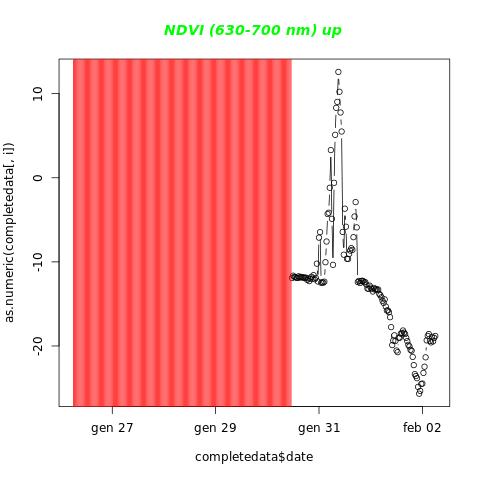 NDVI (630-700 nm) up
as.numeric(completedata[, i])
10
0
-10
-20
gen 27
gen 29
gen 31
feb 02
completedata$date